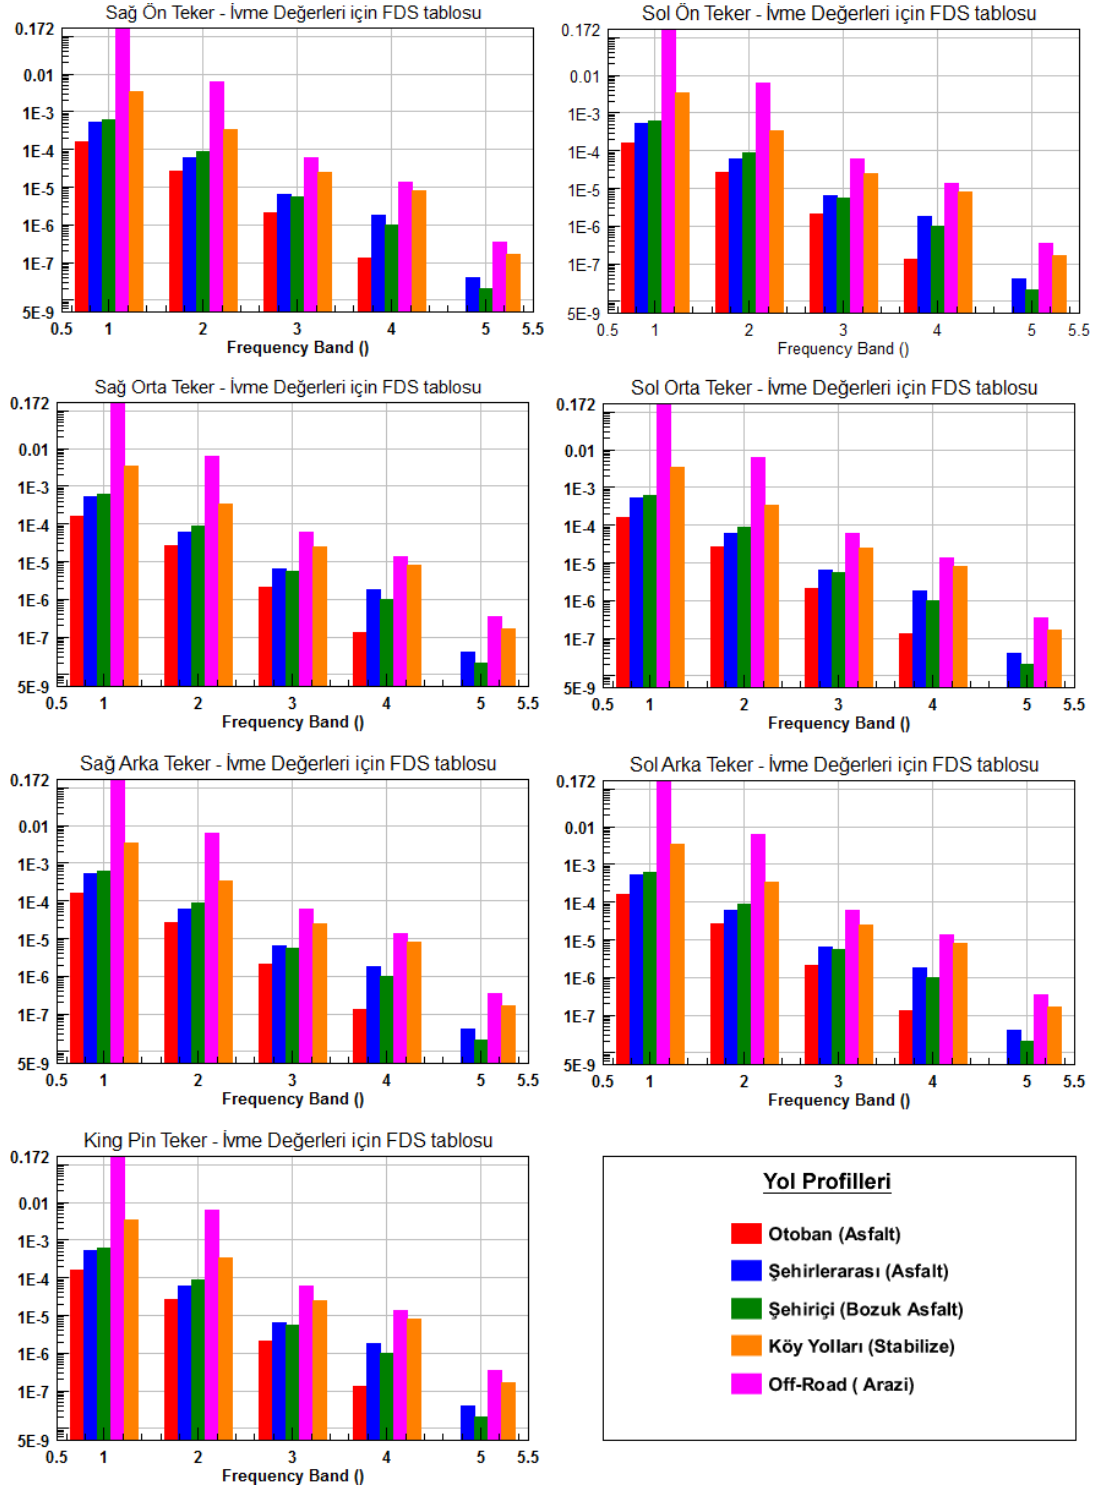 Sağ Ön Teker - İvme Değerleri için FDS tablosu
0.172
0.01
1E-3
1E-4
1E-5
1E-6
1E-7
5E-9
0.5 1 2 3 4 5 5.5
Frequency Band ()
Sol Ön Teker - İvme Değerleri için FDS tablosu
0.172
0.01
1E-3
1E-4
1E-5
1E-6
1E-7
5E-9
0.5 1 2 3 4 5 5.5
Frequency Band ()
Sağ Orta Teker - İvme Değerleri için FDS tablosu
0.172
0.01
1E-3
1E-4
1E-5
1E-6
1E-7
5E-9
0.5 1 2 3 4 5 5.5
Frequency Band ()
Sol Orta Teker - İvme Değerleri için FDS tablosu
0.172
0.01
1E-3
1E-4
1E-5
1E-6
1E-7
5E-9
0.5 1 2 3 4 5 5.5
Frequency Band ()
Sağ Arka Teker - İvme Değerleri için FDS tablosu
0.172
0.01
1E-3
1E-4
1E-5
1E-6
1E-7
5E-9
0.5 1 2 3 4 5 5.5
Frequency Band ()
Sol Arka Teker - İvme Değerleri için FDS tablosu
0.172
0.01
1E-3
1E-4
1E-5
1E-6
1E-7
5E-9
0.5 1 2 3 4 5 5.5
Frequency Band ()
King Pin Teker - İvme Değerleri için FDS tablosu
0.172
0.01
1E-3
1E-4
1E-5
1E-6
1E-7
5E-9
0.5 1 2 3 4 5 5.5
Frequency Band ()
Yol Profilleri
Otoban (Asfalt)
Şehirlerarası (Asfalt)
Şehiriçi (Bozuk Asfalt)
Köy Yolları (Stabilize)
Off-Road ( Arazi)